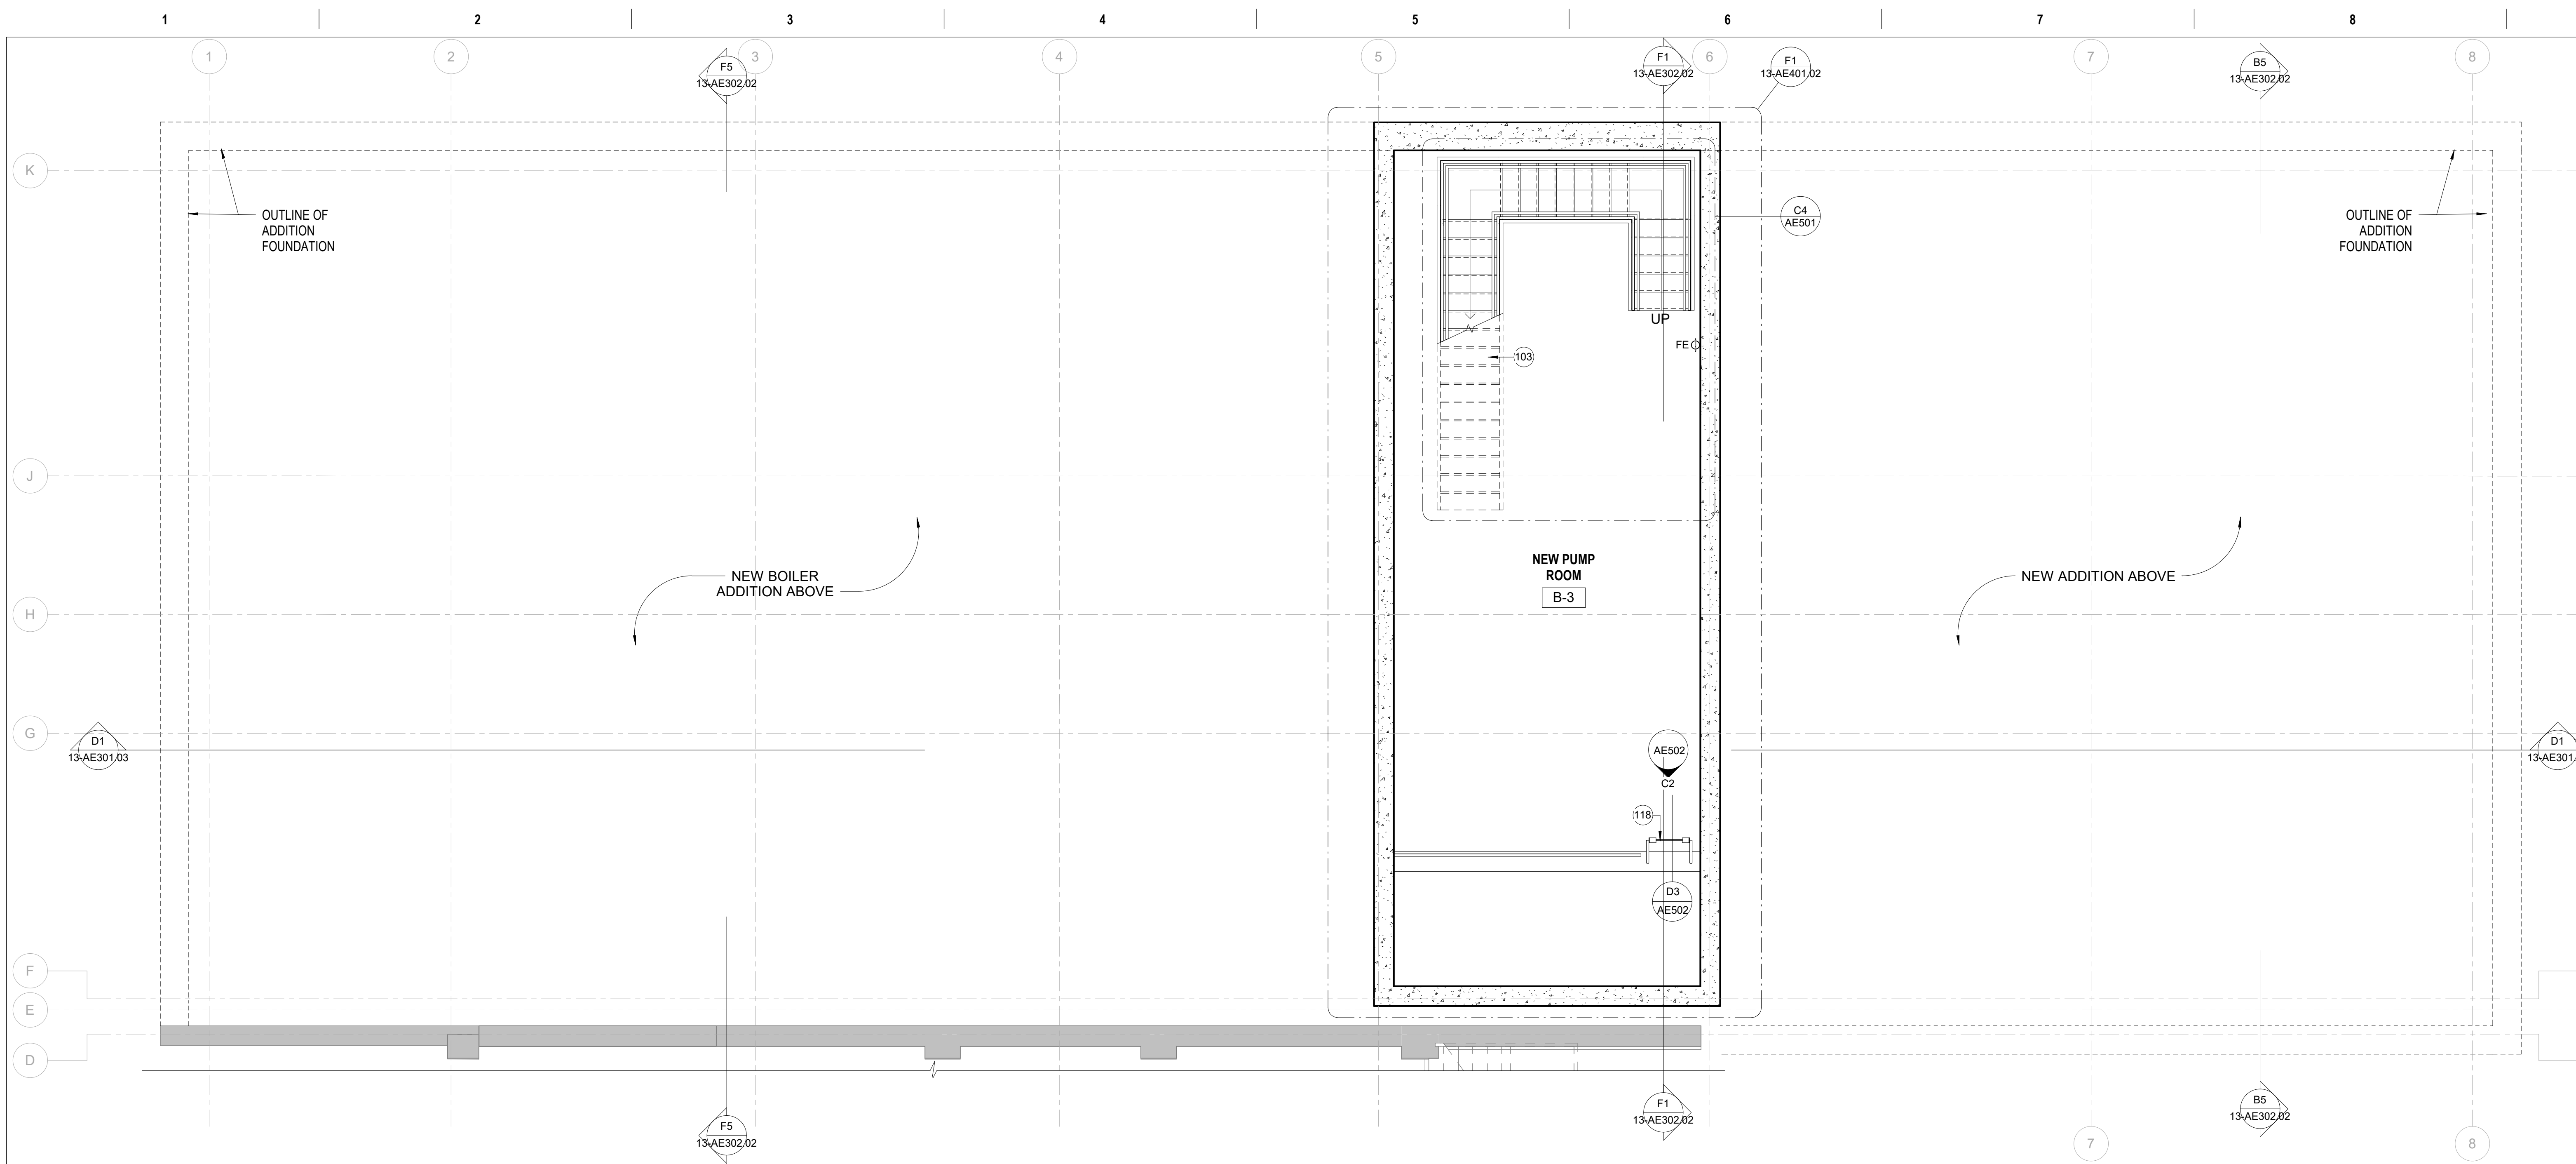 1 2 3 4 5 6 7 8
1 2 3 4 5 6 7 8
F5
13-AE302.02
F1
13-AE302.02
F1
13-AE401.02
B5
13-AE302.02
K
OUTLINE OF
ADDITION
FOUNDATION
C4
AE501
OUTLINE OF
ADDITION
FOUNDATION
UP
FE
103
J
NEW PUMP
ROOM
B-3
NEW BOILER
ADDITION ABOVE
NEW ADDITION ABOVE
H
G
D1
13-AE301.03
AE502
C2
D1
13-AE301.
118
D3
AE502
F
E
D
F5
13-AE302.02
F1
13-AE302.02
B5
13-AE302.02
7 8